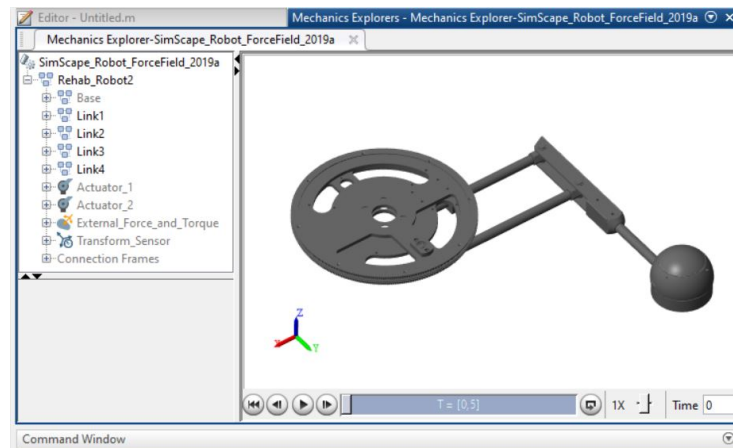 Editor - Untitled.m
Mechanics Explorers - Mechanics Explorer-SimScape_Robot_ForceField_2019a
Mechanics Explorer-SimScape_Robot_ForceField_2019a
SimScape_Robot_ForceField_2019a
Rehab_Robot2
Base
Link1
Link2
Link3
Link4
Actuator_1
Actuator_2
External_Force_and_Torque
Transform_Sensor
Connection Frames
Z
X
Y
T = [0,5]
1X
Time 0
Command Window